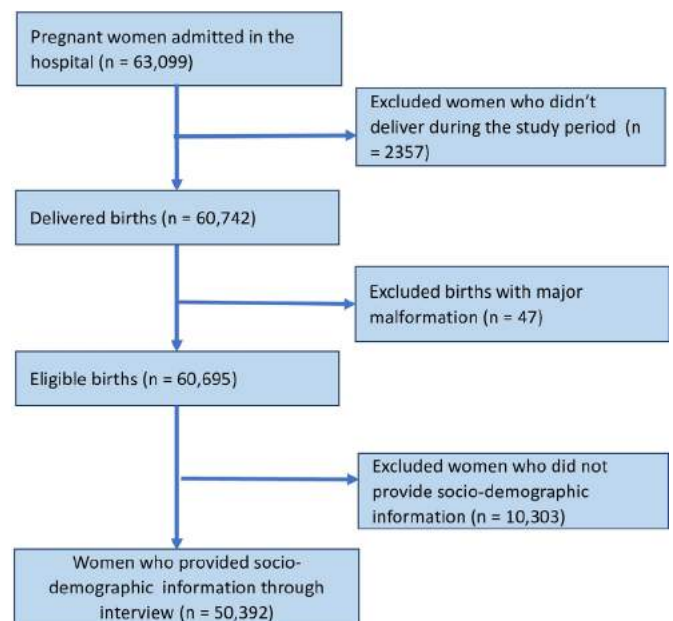 Pregnant women admitted in the
hospital (n = 63,099)
Excluded women who didn't
deliver during the study period (n
= 2357)
Delivered births (n = 60,742)
Excluded births with major
malformation (n = 47)
Eligible births (n = 60,695)
Excluded women who did not
provide socio-demographic
information (n = 10,303)
Women who provided socio-
demographic information through
interview (n = 50,392)